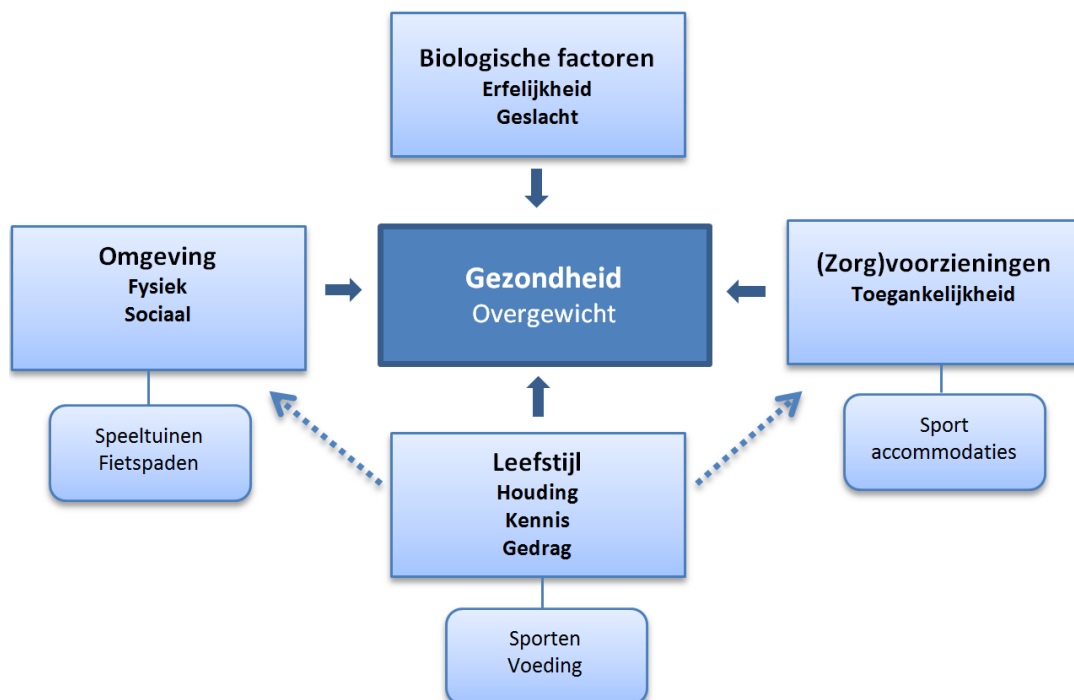 Biologische factoren
Erfelijkheid
Geslacht
Omgeving
Fysiek
Sociaal
Gezondheid
Overgewicht
(Zorg)voorzieningen
Toegankelijkheid
Speeltuinen
Fietspaden
Leefstijl
Houding
Kennis
Gedrag
Sport
accommodaties
Sporten
Voeding